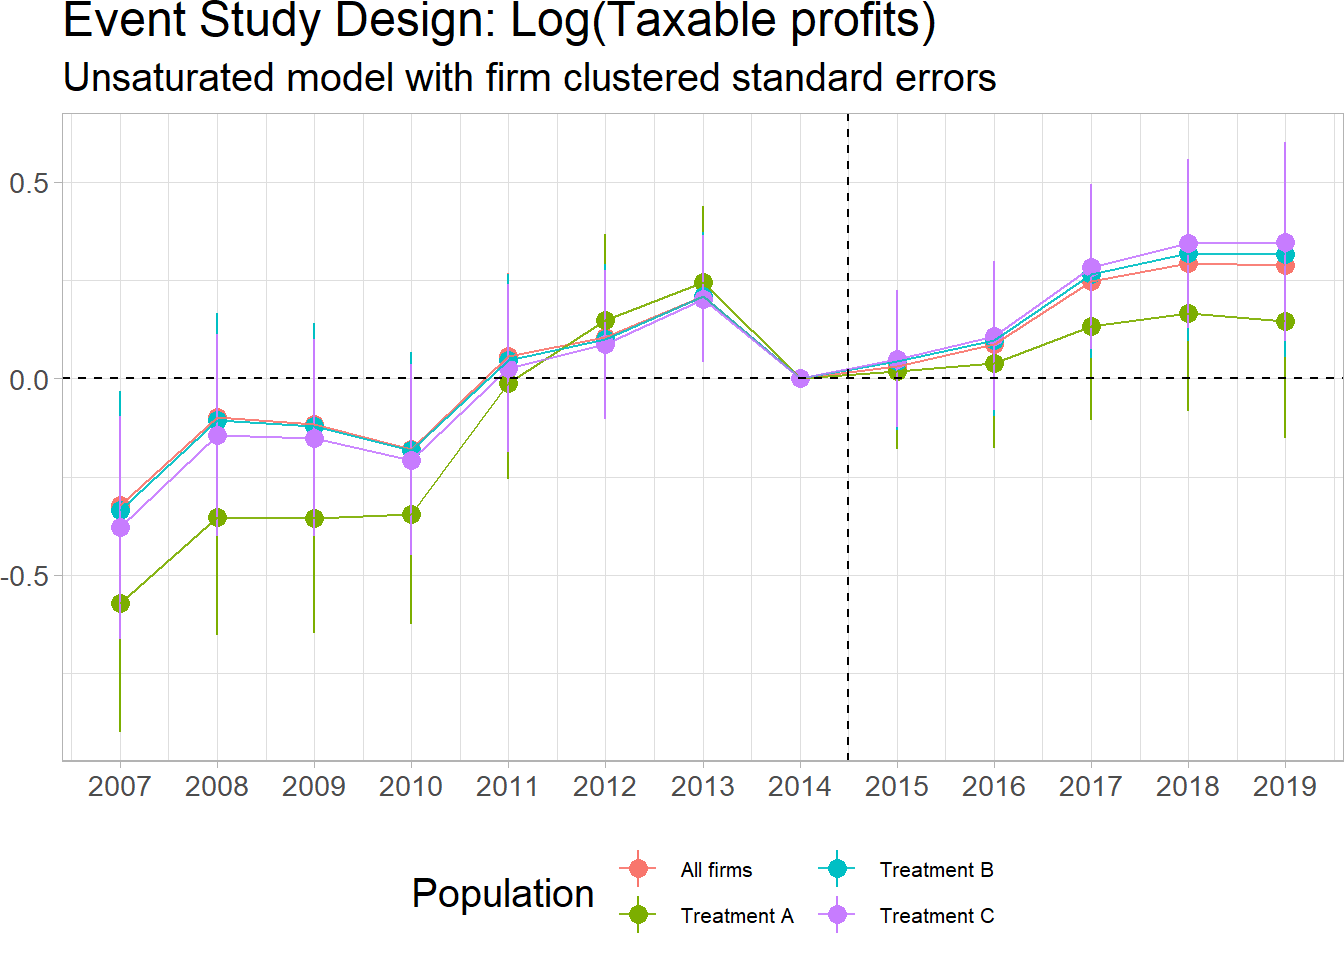 Event Study Design: Log(Taxable profits)
Unsaturated model with firm clustered standard errors
0.5
0.0
-0.5
2007 2008 2009 2010 2011 2012 2013 2014 2015 2016 2017 2018 2019
Population
All firms
Treatment A
Treatment B
Treatment C